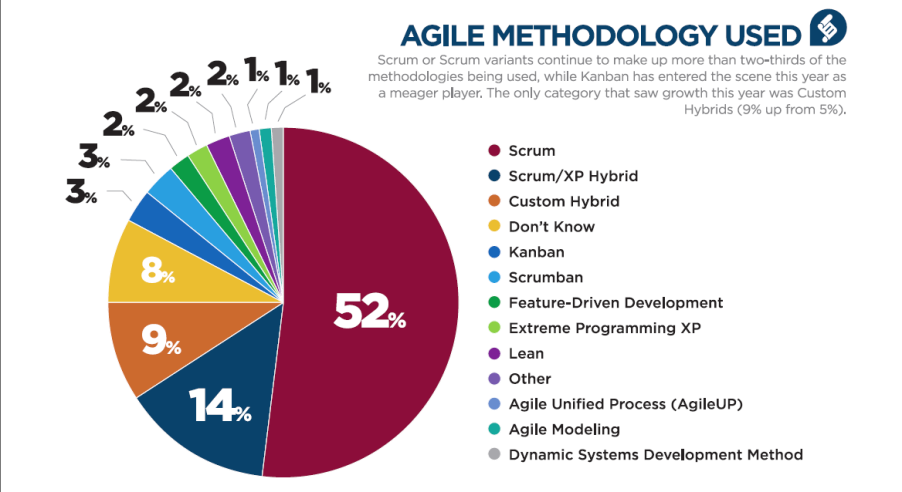 AGILE METHODOLOGY USED
Scrum or Scrum variants continue to make up more than two-thirds of the
methodologies being used, while Kanban has entered the scene this year as
a meager player. The only category that saw growth this year was Custom
Hybrids (9% up from 5%).
1%
1%
1%
2%
2%
2%
2%
3%
3%
8%
9%
14%
52%
Scrum
Scrum/XP Hybrid
Custom Hybrid
Don't Know
Kanban
Scrumban
Feature-Driven Development
Extreme Programming XP
Lean
Other
Agile Unified Process (AgileUP)
Agile Modeling
Dynamic Systems Development Method